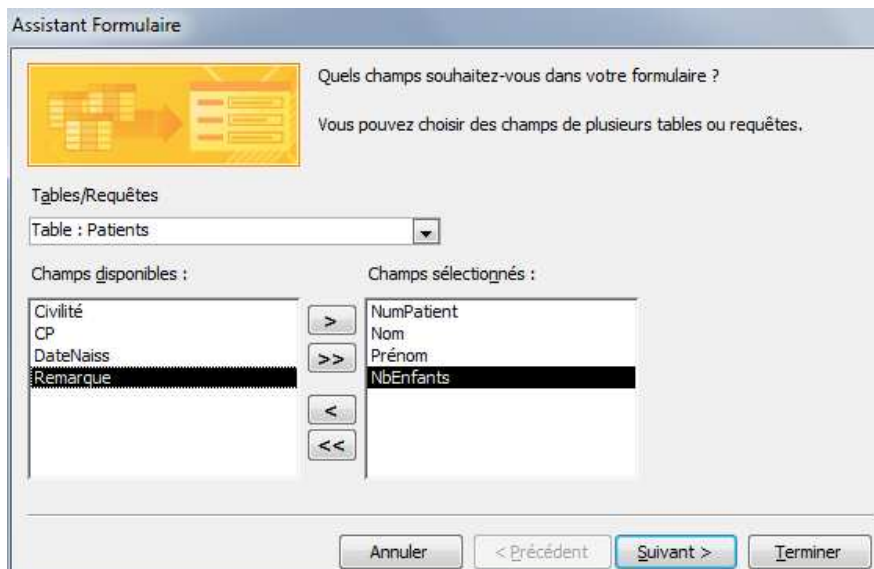 Assistant Formulaire
Quels champs souhaitez-vous dans votre formulaire ?
Vous pouvez choisir des champs de plusieurs tables ou requêtes.
Tables/Requêtes
Table : Patients
Champs disponibles :
Champs sélectionnés :
Civilité
CP
DateNaiss
Remarque
>
>>
<
<<
NumPatient
Nom
Prénom
NbEnfants
Annuler
< Précédent
Suivant >
Terminer